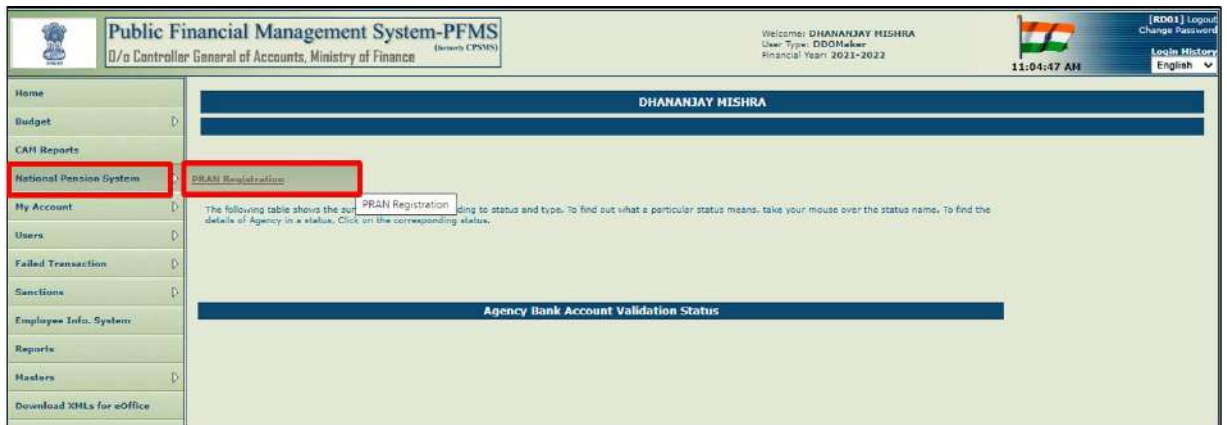 Public Financial Management System-PFMS
(formerly CPSMS)
O/o Controller General of Accounts, Ministry of Finance
Welcome: DHANANJAY MISHRA
User Type: DDOMaker
Financial Year: 2021-2022
11:04:47 AM
[RD01] Logout
Change Password
Login History
English
Home
DHANANJAY MISHRA
Budget
CAM Reports
National Pension System
PRAN Registration
PRAN Registration
My Account
The following table shows the ding to status and type. To find out what a particular status means, take your mouse over the status name. To find the
details of Agency in a status, Click on the corresponding status.
Users
Failed Transaction
Sanctions
Agency Bank Account Validation Status
Employee Info. System
Reports
Masters
Download XMLs for eOffice